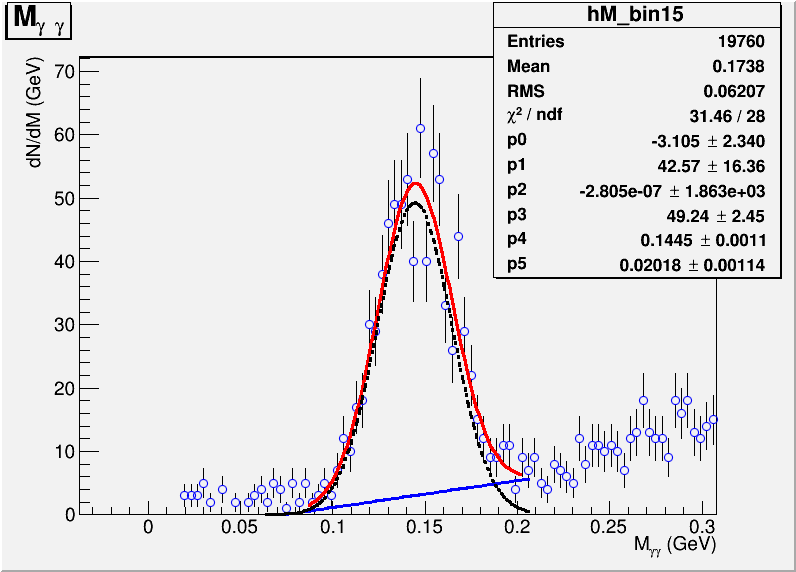 M γ γ
hM_bin15
Entries 19760
Mean 0.1738
RMS 0.06207
χ² / ndf 31.46 / 28
p0 -3.105 ± 2.340
p1 42.57 ± 16.36
p2 -2.805e-07 ± 1.863e+03
p3 49.24 ± 2.45
p4 0.1445 ± 0.0011
p5 0.02018 ± 0.00114
dN/dM (GeV)
70
60
50
40
30
20
10
0
0 0.05 0.1 0.15 0.2 0.25 0.3
Mγγ (GeV)